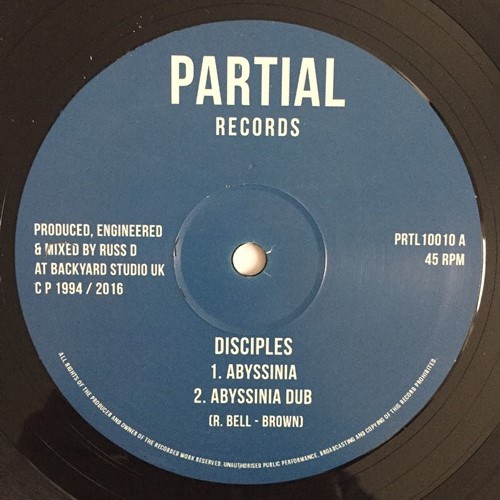 PARTIAL
RECORDS
PRODUCED, ENGINEERED
& MIXED BY RUSS D
AT BACKYARD STUDIO UK
C P 1994 / 2016
PRTL10010 A
45 RPM
DISCIPLES
1. ABYSSINIA
2. ABYSSINIA DUB
(R. BELL - BROWN)
ALL RIGHTS OF THE PRODUCER AND OWNER OF THE RECORDED WORK RESERVED. UNAUTHORISED PUBLIC PERFORMANCE, BROADCASTING AND COPYING OF THIS RECORD PROHIBITED.